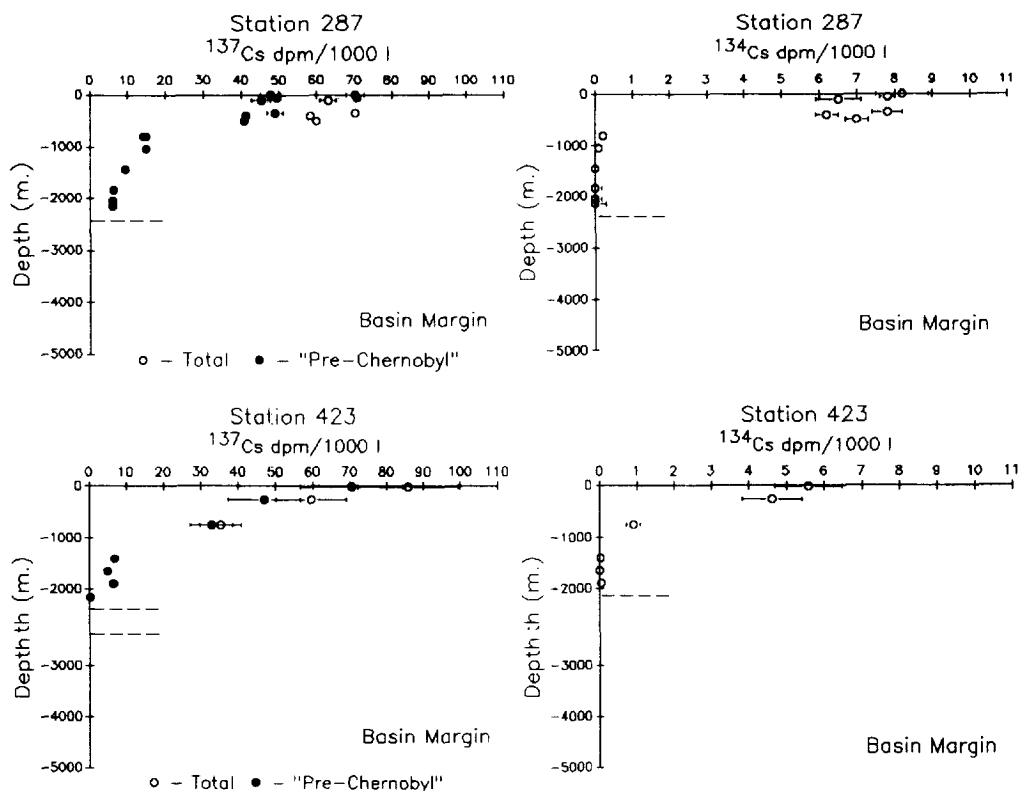 Station 287
137Cs dpm/1000 l
0 10 20 30 40 50 60 70 80 90 100 110
0
-1000
-2000
-3000
-4000
-5000
Depth (m.)
Basin Margin
o – Total ● – "Pre-Chernobyl"
Station 287
134Cs dpm/1000 l
0 1 2 3 4 5 6 7 8 9 10 11
0
-1000
-2000
-3000
-4000
-5000
Depth (m.)
Basin Margin
Station 423
137Cs dpm/1000 l
0 10 20 30 40 50 60 70 80 90 100 110
0
-1000
-2000
-3000
-4000
-5000
Depth th (m.)
Basin Margin
o – Total ● – "Pre-Chernobyl"
Station 423
134Cs dpm/1000 l
0 1 2 3 4 5 6 7 8 9 10 11
0
-1000
-2000
-3000
-4000
-5000
Depth th (m.)
Basin Margin